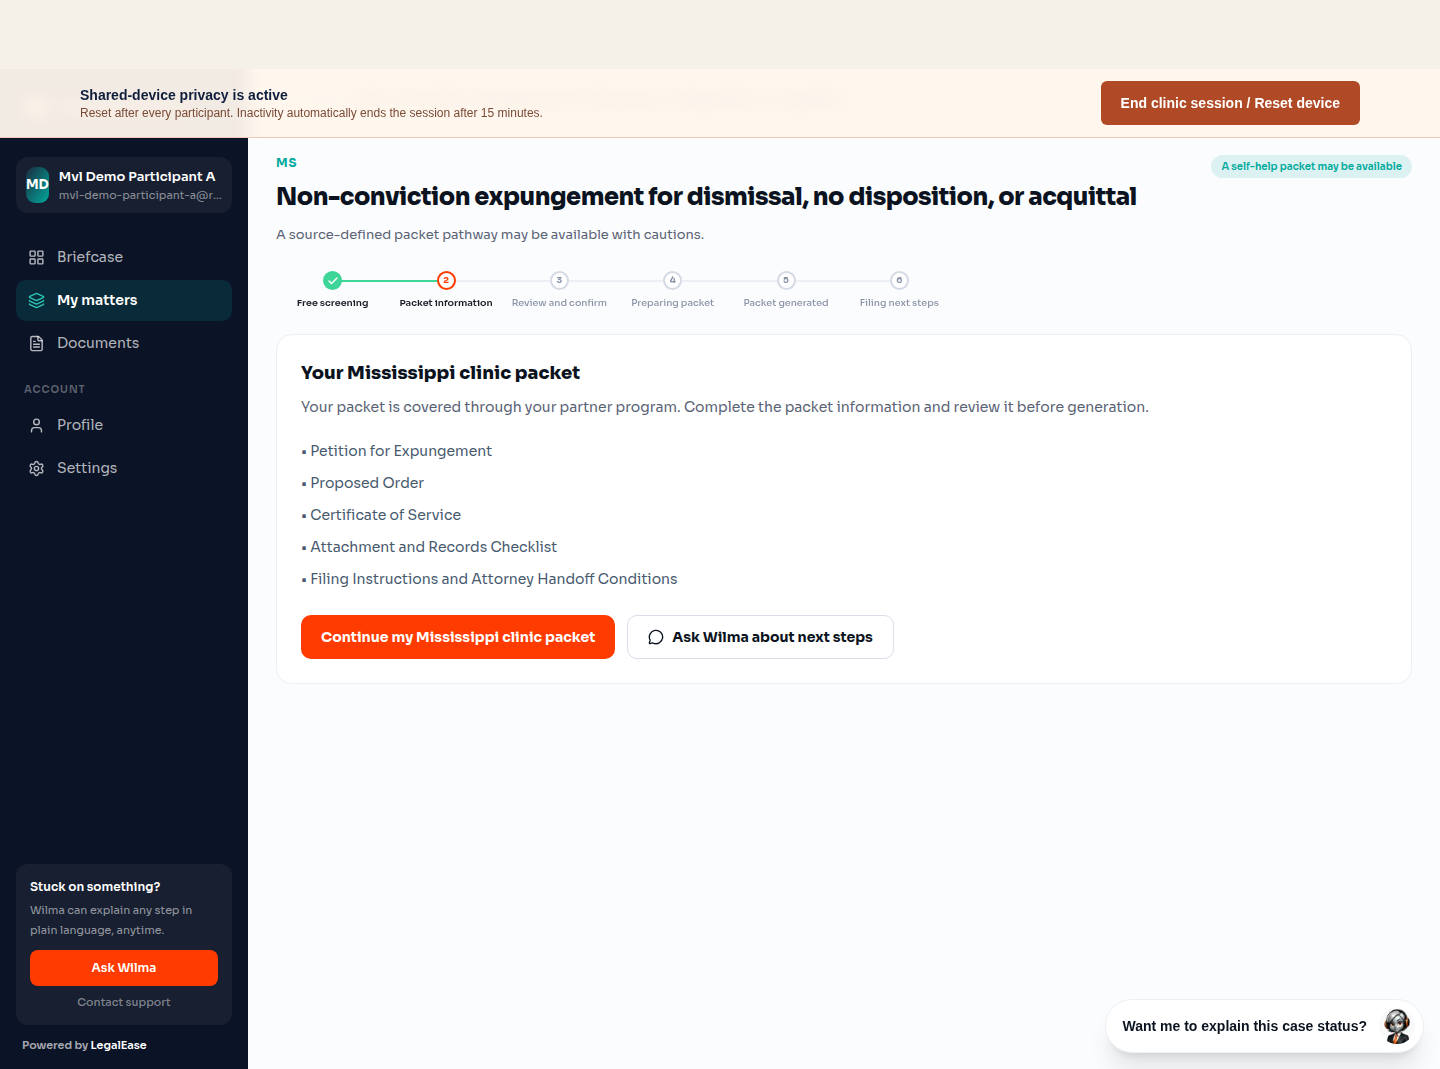 Shared-device privacy is active
Reset after every participant. Inactivity automatically ends the session after 15 minutes.
End clinic session / Reset device
MD
Mvl Demo Participant A
mvl-demo-participant-a@r...
Briefcase
My matters
Documents
ACCOUNT
Profile
Settings
Stuck on something?
Wilma can explain any step in
plain language, anytime.
Ask Wilma
Contact support
Powered by LegalEase
MS
A self-help packet may be available
Non-conviction expungement for dismissal, no disposition, or acquittal
A source-defined packet pathway may be available with cautions.
2
3
4
5
6
Free screening
Packet information
Review and confirm
Preparing packet
Packet generated
Filing next steps
Your Mississippi clinic packet
Your packet is covered through your partner program. Complete the packet information and review it before generation.
▪ Petition for Expungement
▪ Proposed Order
▪ Certificate of Service
▪ Attachment and Records Checklist
▪ Filing Instructions and Attorney Handoff Conditions
Continue my Mississippi clinic packet
Ask Wilma about next steps
Want me to explain this case status?